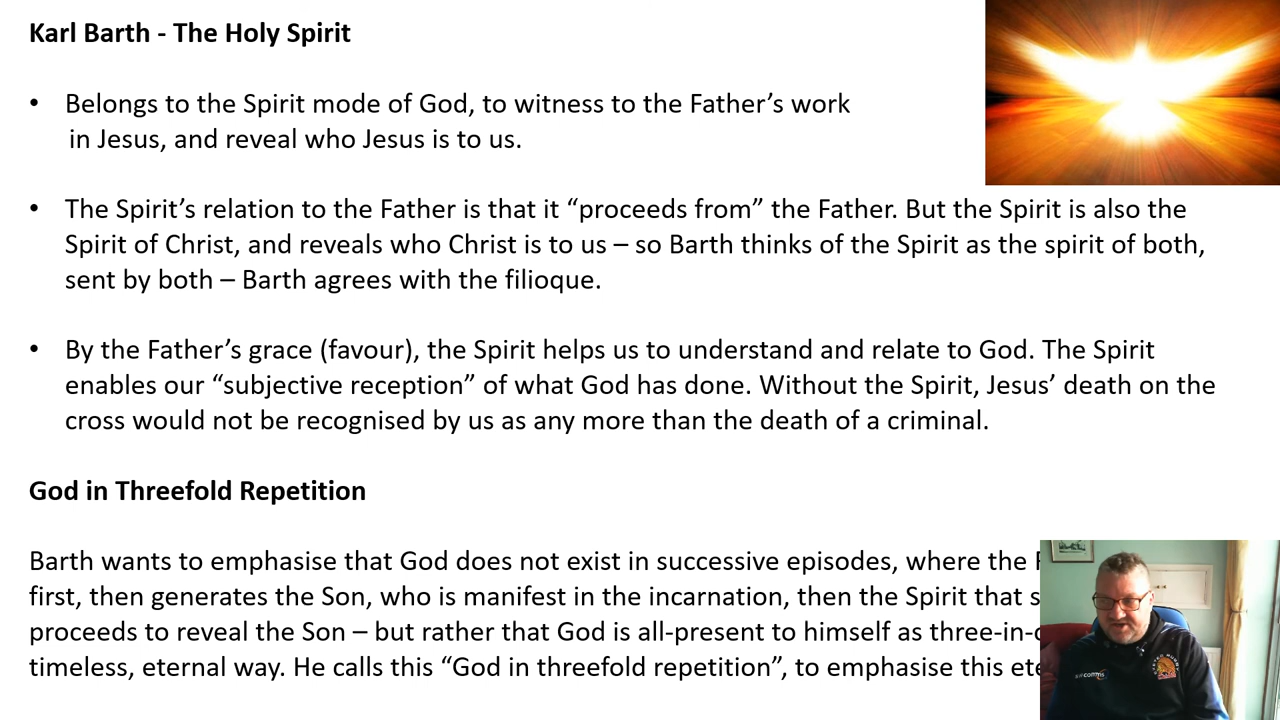 Karl Barth - The Holy Spirit
• Belongs to the Spirit mode of God, to witness to the Father’s work
in Jesus, and reveal who Jesus is to us.
• The Spirit’s relation to the Father is that it “proceeds from” the Father. But the Spirit is also the
Spirit of Christ, and reveals who Christ is to us – so Barth thinks of the Spirit as the spirit of both,
sent by both – Barth agrees with the filioque.
• By the Father’s grace (favour), the Spirit helps us to understand and relate to God. The Spirit
enables our “subjective reception” of what God has done. Without the Spirit, Jesus’ death on the
cross would not be recognised by us as any more than the death of a criminal.
God in Threefold Repetition
Barth wants to emphasise that God does not exist in successive episodes, where the
first, then generates the Son, who is manifest in the incarnation, then the Spirit that
proceeds to reveal the Son – but rather that God is all-present to himself as
timeless, eternal way. He calls this “God in threefold repetition”, to emphasise this